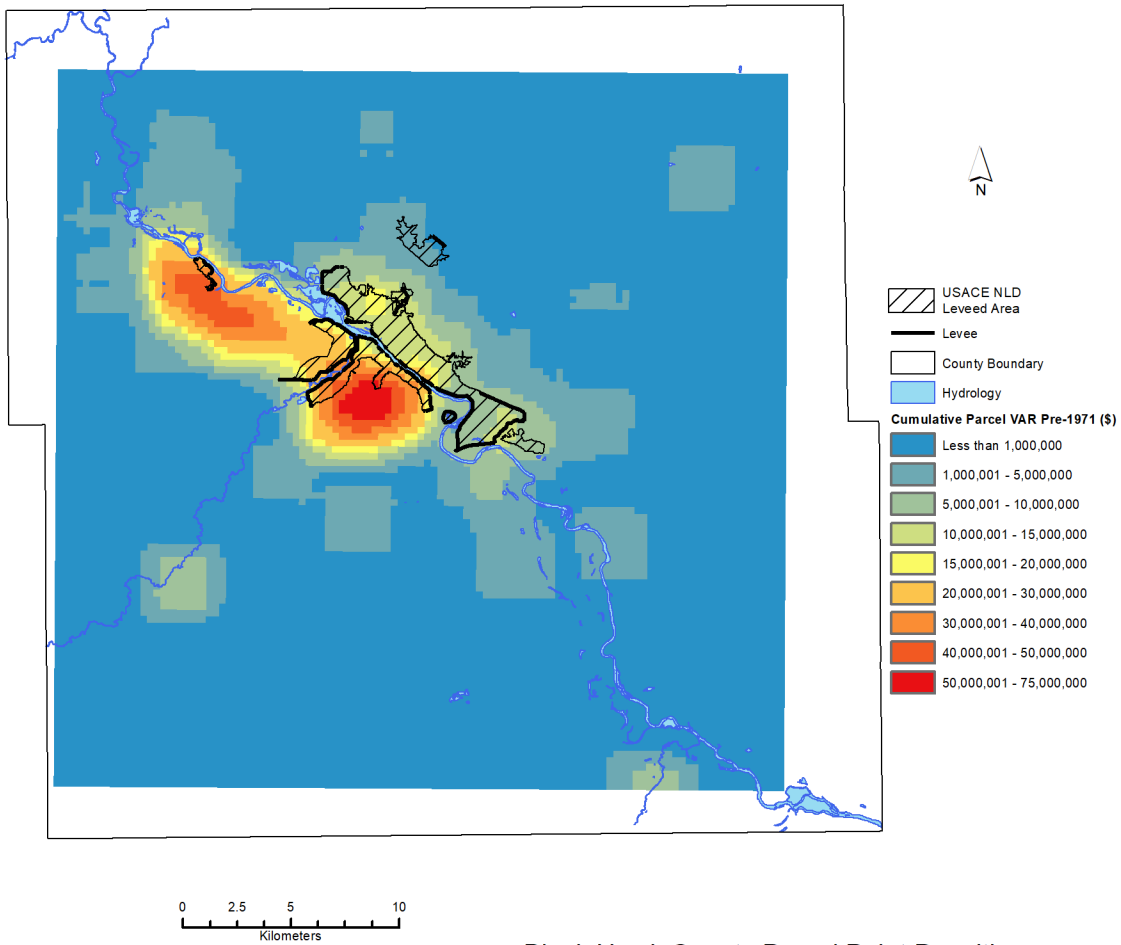 N
USACE NLD
Leveed Area
Levee
County Boundary
Hydrology
Cumulative Parcel VAR Pre-1971 ($)
Less than 1,000,000
1,000,001 - 5,000,000
5,000,001 - 10,000,000
10,000,001 - 15,000,000
15,000,001 - 20,000,000
20,000,001 - 30,000,000
30,000,001 - 40,000,000
40,000,001 - 50,000,000
50,000,001 - 75,000,000
0 2.5 5 10
Kilometers